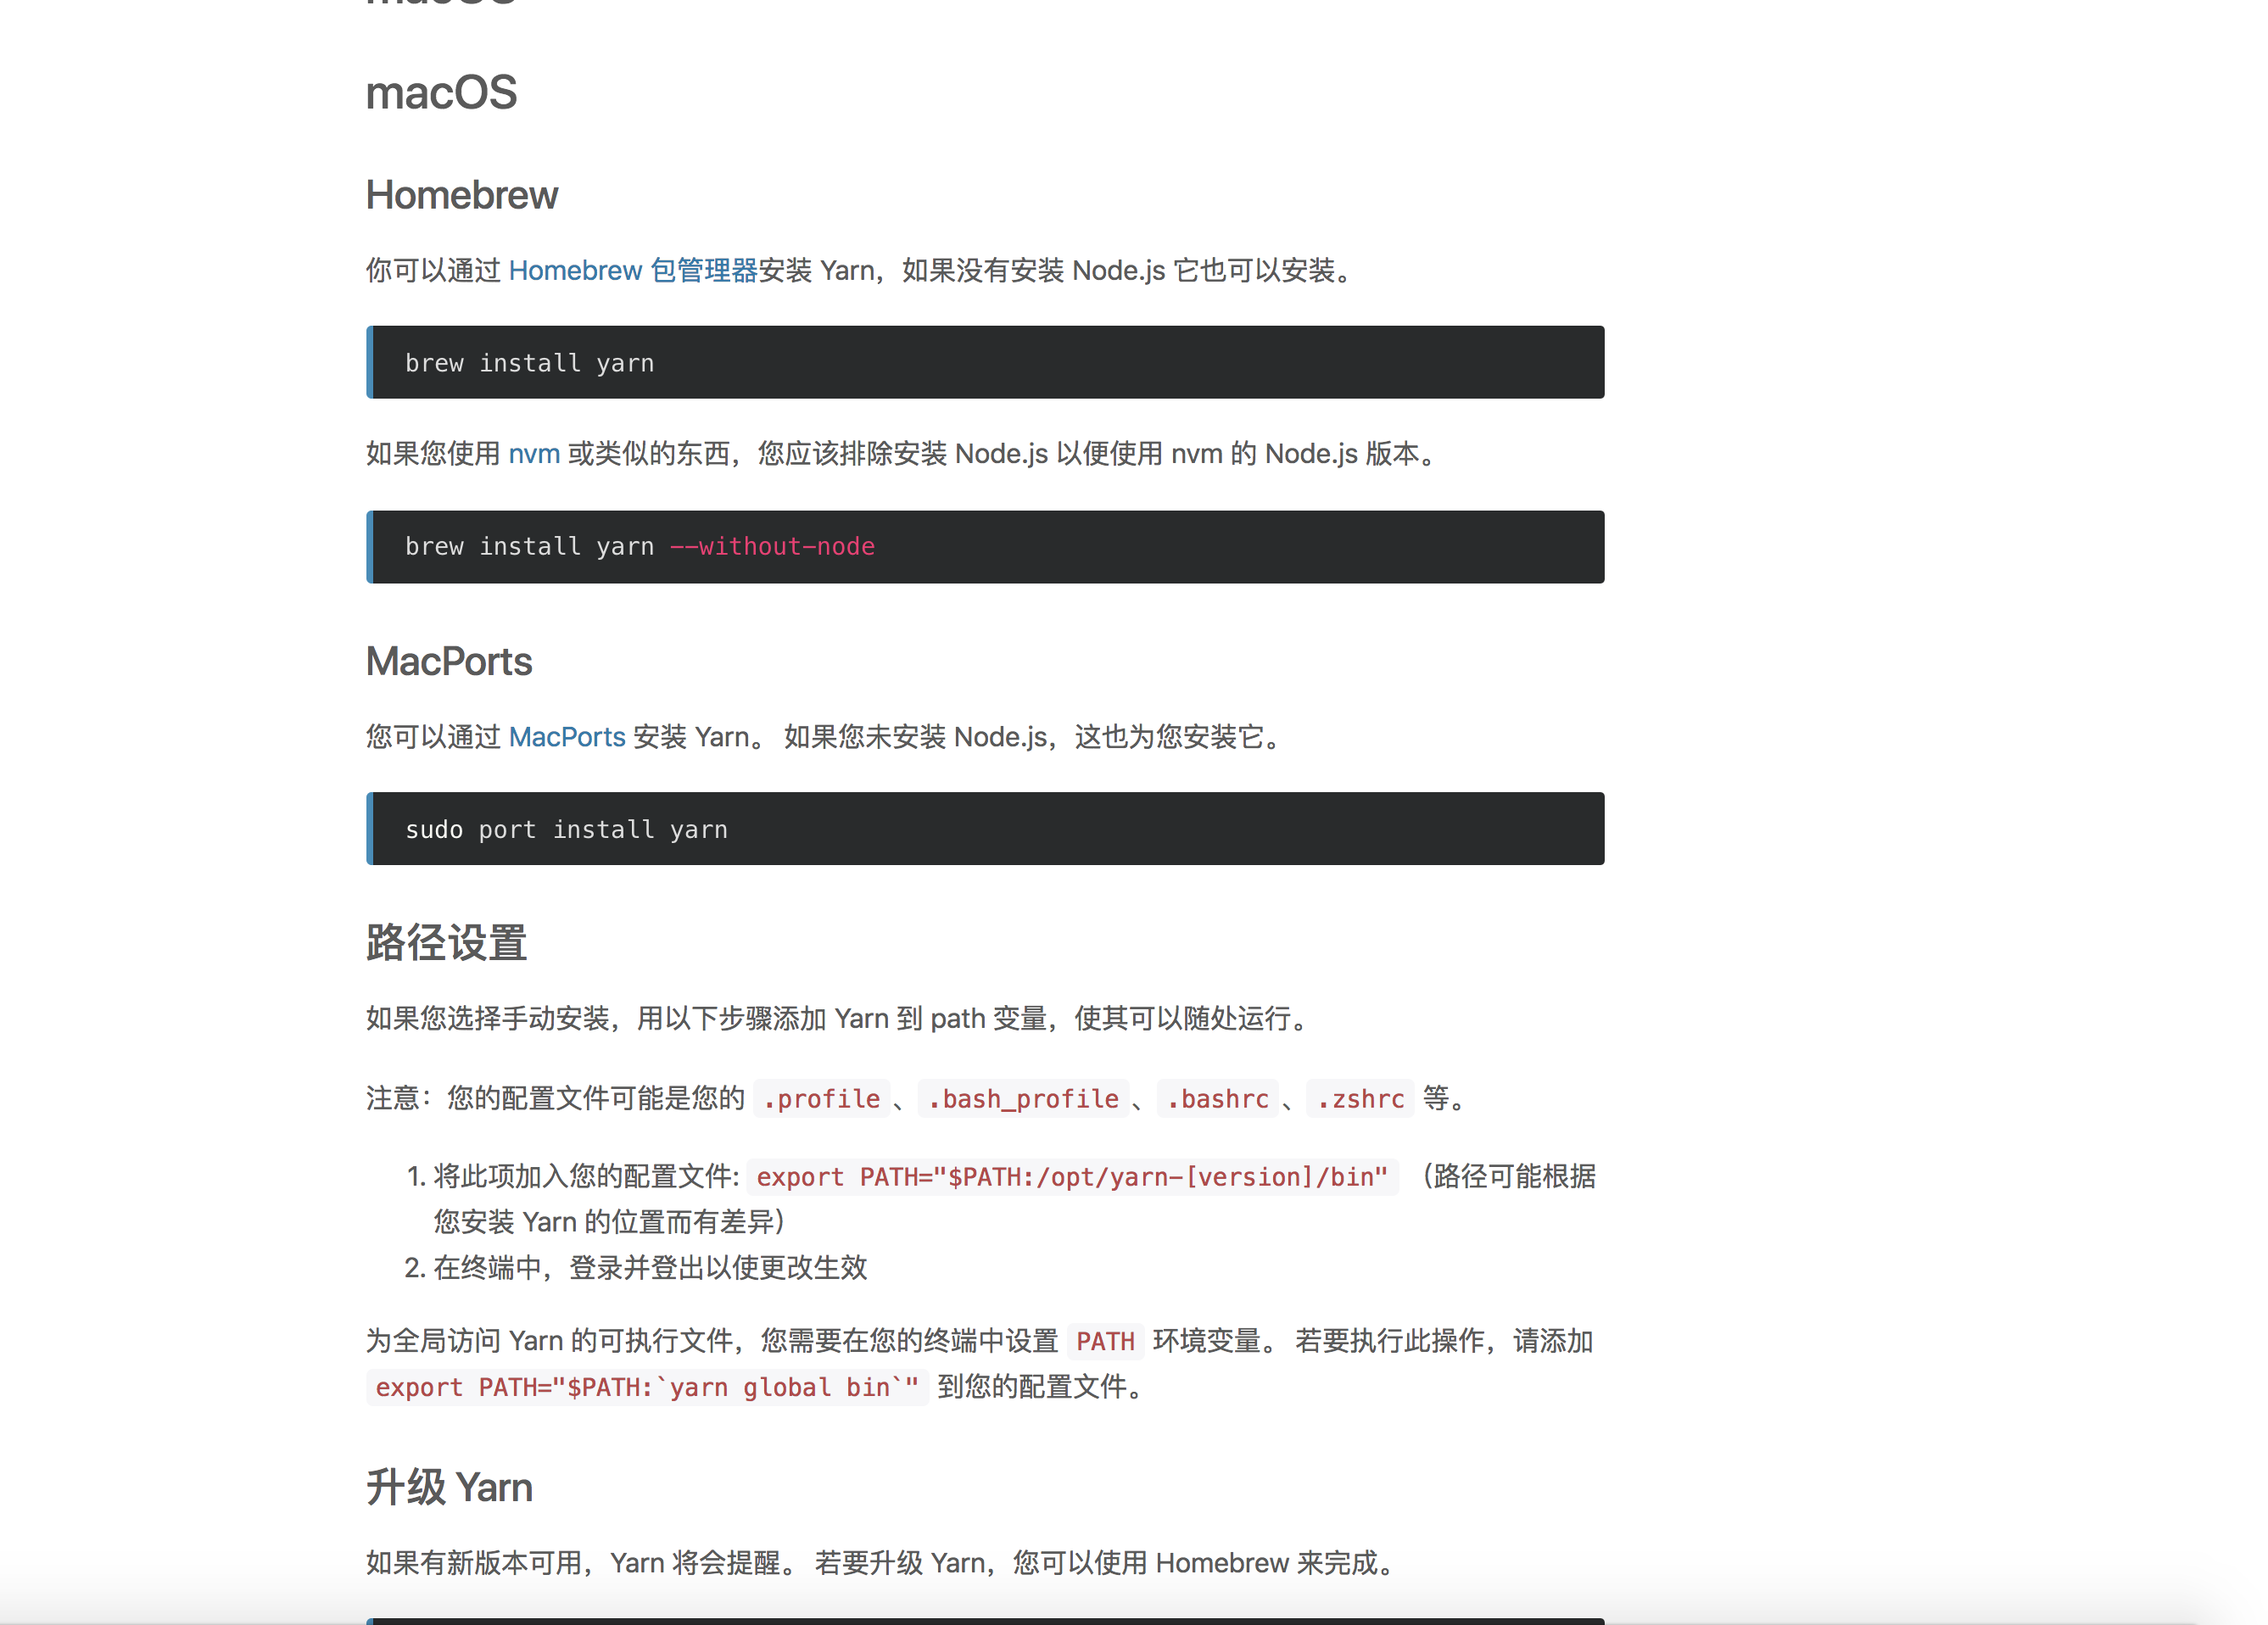 macOS
macOS
Homebrew
你可以通过 Homebrew 包管理器安装 Yarn，如果没有安装 Node.js 它也可以安装。
brew install yarn
如果您使用 nvm 或类似的东西，您应该排除安装 Node.js 以便使用 nvm 的 Node.js 版本。
brew install yarn --without-node
MacPorts
您可以通过 MacPorts 安装 Yarn。 如果您未安装 Node.js，这也为您安装它。
sudo port install yarn
路径设置
如果您选择手动安装，用以下步骤添加 Yarn 到 path 变量，使其可以随处运行。
注意：您的配置文件可能是您的 .profile、.bash_profile、.bashrc、.zshrc 等。
1. 将此项加入您的配置文件: export PATH="$PATH:/opt/yarn-[version]/bin" （路径可能根据
您安装 Yarn 的位置而有差异）
2. 在终端中，登录并登出以使更改生效
为全局访问 Yarn 的可执行文件，您需要在您的终端中设置 PATH 环境变量。 若要执行此操作，请添加
export PATH="$PATH:`yarn global bin`" 到您的配置文件。
升级 Yarn
如果有新版本可用，Yarn 将会提醒。 若要升级 Yarn，您可以使用 Homebrew 来完成。